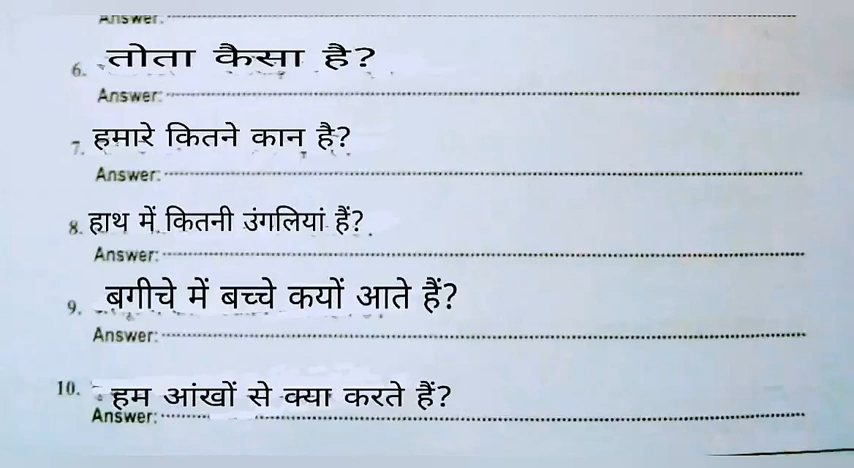 Answer:
6. तोता कैसा है?
Answer:
7. हमारे कितने कान है?
Answer:
8. हाथ में कितनी उंगलियां हैं?
Answer:
9. बगीचे में बच्चे कयों आते हैं?
Answer:
10. हम आंखों से क्या करते हैं?
Answer: